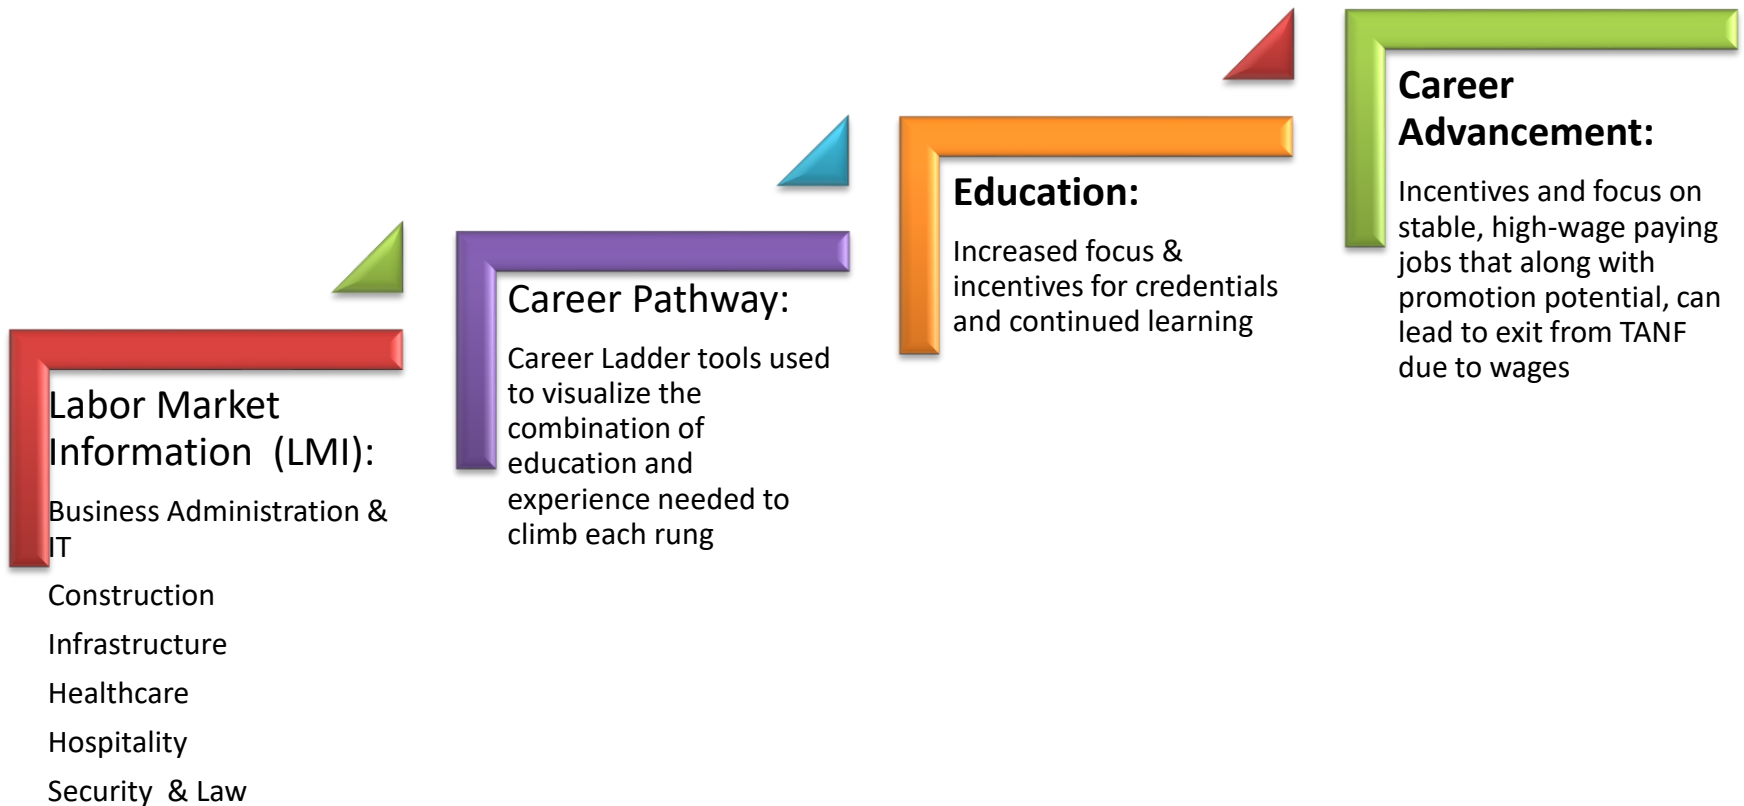 Labor Market
Information (LMI):
Business Administration &
IT
Construction
Infrastructure
Healthcare
Hospitality
Security & Law
Career Pathway:
Career Ladder tools used
to visualize the
combination of
education and
experience needed to
climb each rung
Education:
Increased focus &
incentives for credentials
and continued learning
Career
Advancement:
Incentives and focus on
stable, high-wage paying
jobs that along with
promotion potential, can
lead to exit from TANF
due to wages